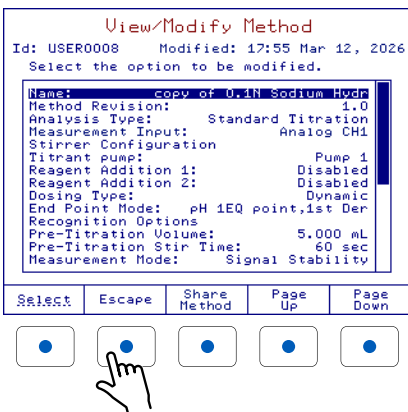 View/Modify Method
Id: USER0008 Modified: 17:55 Mar 12, 2026
Select the option to be modified.
Name: copy of 0.1N Sodium Hydr
Method Revision: 1.0
Analysis Type: Standard Titration
Measurement Input: Analog CH1
Stirrer Configuration
Titrant pump: Pump 1
Reagent Addition 1: Disabled
Reagent Addition 2: Disabled
Dosing Type: Dynamic
End Point Mode: pH 1EQ point,1st Der
Recognition Options
Pre-Titration Volume: 5.000 mL
Pre-Titration Stir Time: 60 sec
Measurement Mode: Signal Stability
Select Escape Share Method Page Up Page Down